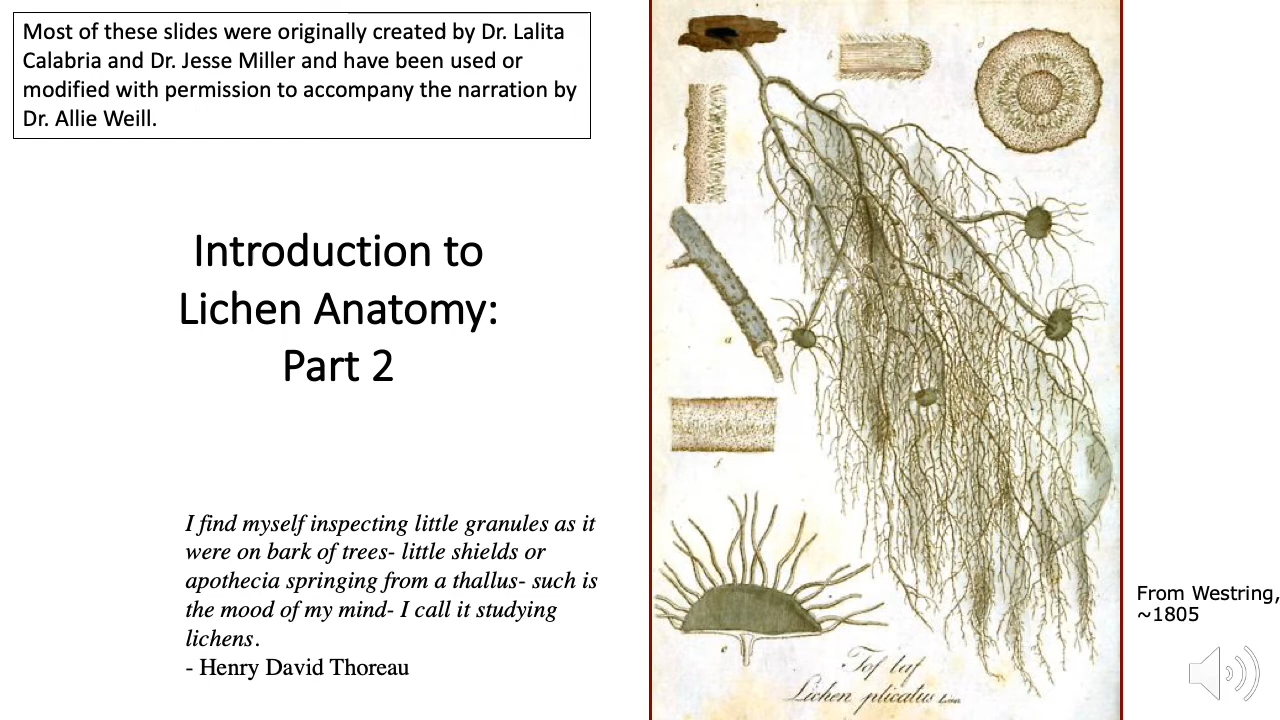 Most of these slides were originally created by Dr. Lalita
Calabria and Dr. Jesse Miller and have been used or
modified with permission to accompany the narration by
Dr. Allie Weill.
Introduction to
Lichen Anatomy:
Part 2
I find myself inspecting little granules as it
were on bark of trees- little shields or
apothecia springing from a thallus- such is
the mood of my mind- I call it studying
lichens.
- Henry David Thoreau
b
d
c
a
f
e
Lichen plicatus Linn.
From Westring,
~1805